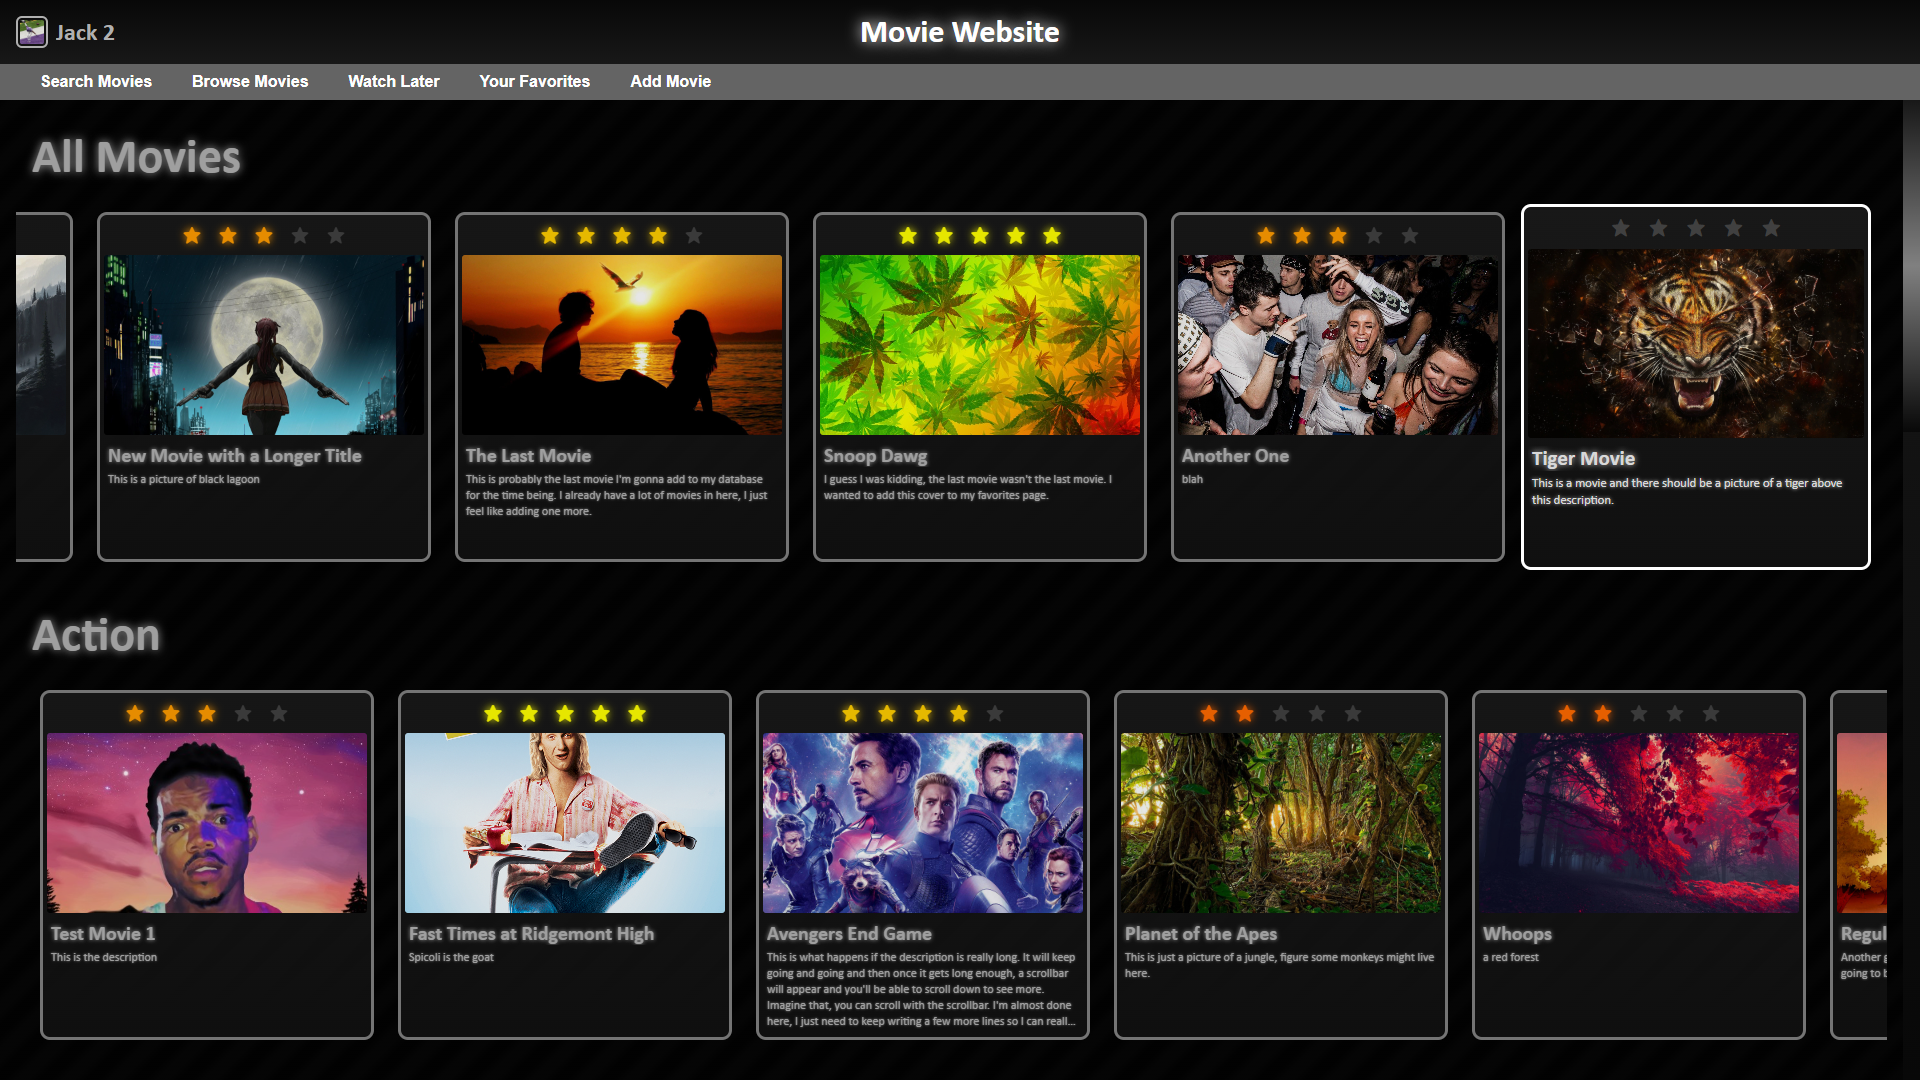 Jack 2
Movie Website
Search Movies
Browse Movies
Watch Later
Your Favorites
Add Movie
All Movies
New Movie with a Longer Title
This is a picture of black lagoon
The Last Movie
This is probably the last movie I'm gonna add to my database
for the time being. I already have a lot of movies in here, I just
feel like adding one more.
Snoop Dawg
I guess I was kidding, the last movie wasn't the last movie. I
wanted to add this cover to my favorites page.
Another One
blah
Tiger Movie
This is a movie and there should be a picture of a tiger above
this description.
Action
Test Movie 1
This is the description
Fast Times at Ridgemont High
Spicoli is the goat
Avengers End Game
This is what happens if the description is really long. It will keep
going and going and then once it gets long enough, a scrollbar
will appear and you'll be able to scroll down to see more.
Imagine that, you can scroll with the scrollbar. I'm almost done
here, I just need to keep writing a few more lines so I can reall...
Planet of the Apes
This is just a picture of a jungle, figure some monkeys might live
here.
Whoops
a red forest
Regul
Another g
going to b